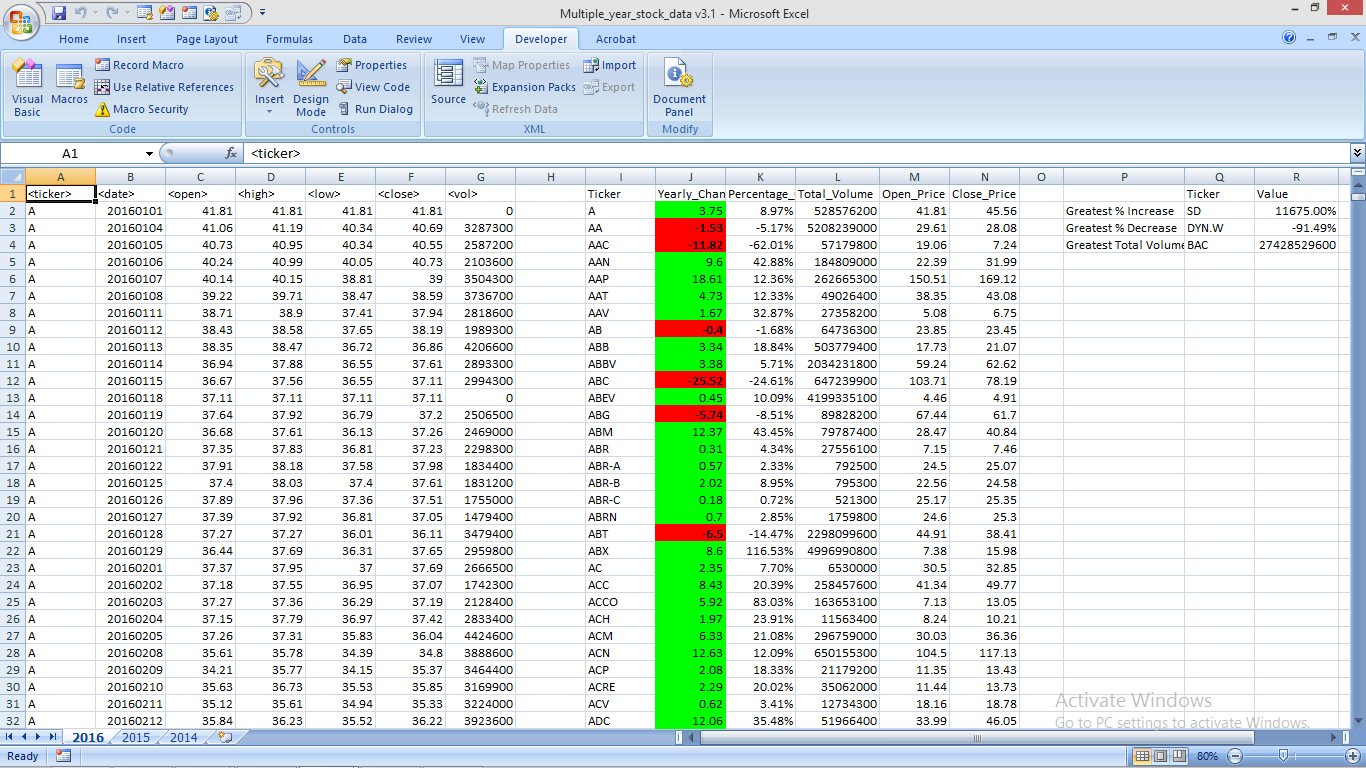 Multiple_year_stock_data v3.1 - Microsoft Excel
Home Insert Page Layout Formulas Data Review View Developer Acrobat
Visual Basic Macros Record Macro Use Relative References Macro Security Insert Design Mode Properties View Code Run Dialog Source Map Properties Expansion Packs Refresh Data Import Export Document Panel
Code Controls XML Modify
A1 fx <ticker>
A B C D E F G H I J K L M N O P Q R
1 <ticker> <date> <open> <high> <low> <close> <vol> Ticker Yearly_Chan Percentage_ Total_Volume Open_Price Close_Price Ticker Value
2 A 20160101 41.81 41.81 41.81 41.81 0 A 3.75 8.97% 528576200 41.81 45.56 Greatest % Increase SD 11675.00%
3 A 20160104 41.06 41.19 40.34 40.69 3287300 AA -1.53 -5.17% 5208239000 29.61 28.08 Greatest % Decrease DYN.W -91.49%
4 A 20160105 40.73 40.95 40.34 40.55 2587200 AAC -11.82 -62.01% 57179800 19.06 7.24 Greatest Total Volume BAC 27428529600
5 A 20160106 40.24 40.99 40.05 40.73 2103600 AAN 9.6 42.88% 184809000 22.39 31.99
6 A 20160107 40.14 40.15 38.81 39 3504300 AAP 18.61 12.36% 262665300 150.51 169.12
7 A 20160108 39.22 39.71 38.47 38.59 3736700 AAT 4.73 12.33% 49026400 38.35 43.08
8 A 20160111 38.71 38.9 37.41 37.94 2818600 AAV 1.67 32.87% 27358200 5.08 6.75
9 A 20160112 38.43 38.58 37.65 38.19 1989300 AB -0.4 -1.68% 64736300 23.85 23.45
10 A 20160113 38.35 38.47 36.72 36.86 4206600 ABB 3.34 18.84% 503779400 17.73 21.07
11 A 20160114 36.94 37.88 36.55 37.61 2893300 ABBV 3.38 5.71% 2034231800 59.24 62.62
12 A 20160115 36.67 37.56 36.55 37.11 2994300 ABC -25.52 -24.61% 647239900 103.71 78.19
13 A 20160118 37.11 37.11 37.11 37.11 0 ABEV 0.45 10.09% 4199335100 4.46 4.91
14 A 20160119 37.64 37.92 36.79 37.2 2506500 ABG -5.74 -8.51% 89828200 67.44 61.7
15 A 20160120 36.68 37.61 36.13 37.26 2469000 ABM 12.37 43.45% 79787400 28.47 40.84
16 A 20160121 37.35 37.83 36.81 37.23 2298300 ABR 0.31 4.34% 27556100 7.15 7.46
17 A 20160122 37.91 38.18 37.58 37.98 1834400 ABR-A 0.57 2.33% 792500 24.5 25.07
18 A 20160125 37.4 38.03 37.4 37.61 1831200 ABR-B 2.02 8.95% 795300 22.56 24.58
19 A 20160126 37.89 37.96 37.36 37.51 1755000 ABR-C 0.18 0.72% 521300 25.17 25.35
20 A 20160127 37.39 37.92 36.81 37.05 1479400 ABRN 0.7 2.85% 1759800 24.6 25.3
21 A 20160128 37.27 37.27 36.01 36.11 3479400 ABT -6.5 -14.47% 2298099600 44.91 38.41
22 A 20160129 36.44 37.69 36.31 37.65 2959800 ABX 8.6 116.53% 4996990800 7.38 15.98
23 A 20160201 37.37 37.95 37 37.69 2666500 AC 2.35 7.70% 6530000 30.5 32.85
24 A 20160202 37.18 37.55 36.95 37.07 1742300 ACC 8.43 20.39% 258457600 41.34 49.77
25 A 20160203 37.27 37.36 36.29 37.19 2128400 ACCO 5.92 83.03% 163653100 7.13 13.05
26 A 20160204 37.15 37.79 36.97 37.42 2833400 ACH 1.97 23.91% 11563400 8.24 10.21
27 A 20160205 37.26 37.31 35.83 36.04 4424600 ACM 6.33 21.08% 296759000 30.03 36.36
28 A 20160208 35.61 35.78 34.39 34.8 3888600 ACN 12.63 12.09% 650155300 104.5 117.13
29 A 20160209 34.21 35.77 34.15 35.37 3464400 ACP 2.08 18.33% 21179200 11.35 13.43
30 A 20160210 35.63 36.73 35.53 35.85 3169900 ACRE 2.29 20.02% 35062000 11.44 13.73
31 A 20160211 35.12 35.61 34.94 35.33 3222700 ACV 0.62 3.41% 12734300 18.16 18.78
32 A 20160212 35.84 36.23 35.52 36.22 3923600 ADC 12.06 35.48% 51966400 33.99 46.05
Activate Windows
Go to PC settings to activate Windows.
2016 2015 2014
Ready 80%